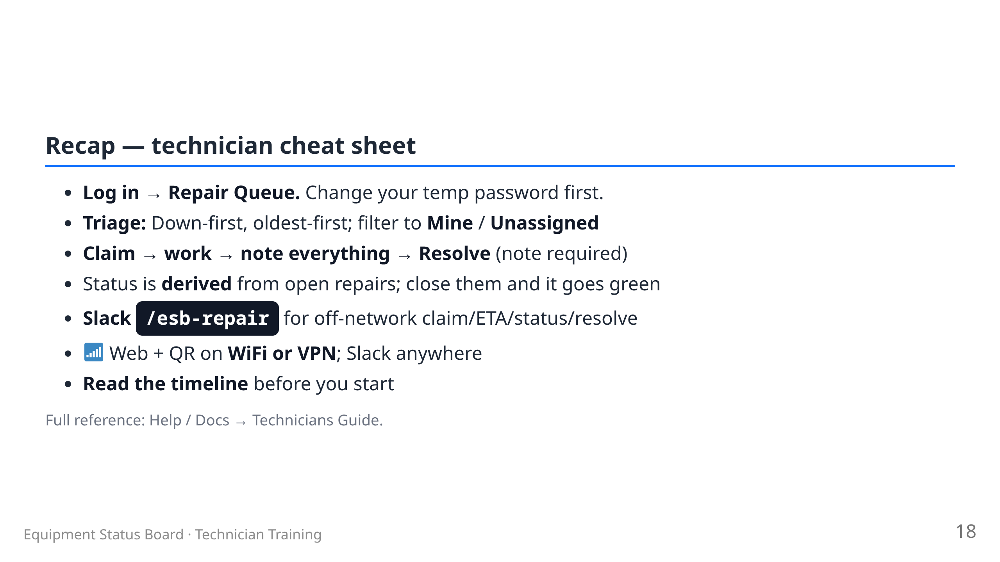 Recap — technician cheat sheet
• Log in → Repair Queue. Change your temp password first.
• Triage: Down-first, oldest-first; filter to Mine / Unassigned
• Claim → work → note everything → Resolve (note required)
• Status is derived from open repairs; close them and it goes green
• Slack /esb-repair for off-network claim/ETA/status/resolve
• 📶 Web + QR on WiFi or VPN; Slack anywhere
• Read the timeline before you start
Full reference: Help / Docs → Technicians Guide.
Equipment Status Board · Technician Training
18